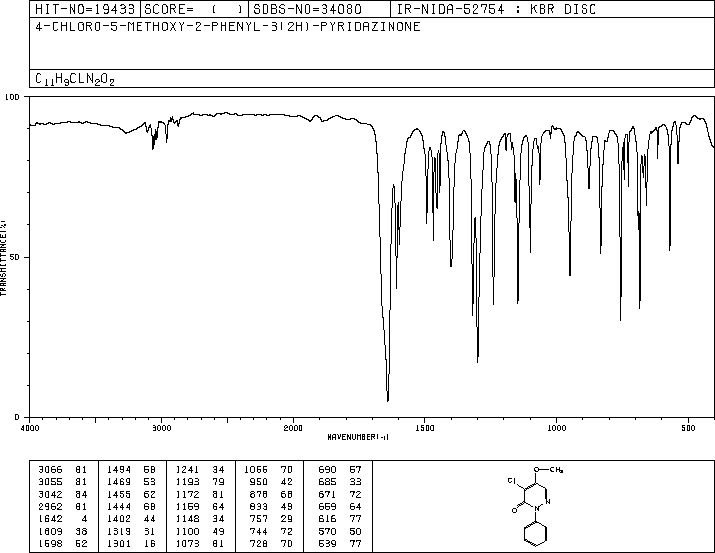 HIT-NO=19433 SCORE= ( ) SDBS-NO=34080 IR-NIDA-52754 : KBR DISC
4-CHLORO-5-METHOXY-2-PHENYL-3(2H)-PYRIDAZINONE
C11H9CLN2O2
100
50
0
TRANSMITTANCE(%)
4000 3000 2000 1500 1000 500
WAVENUMBER(-1)
3066 81 1494 58 1241 34 1066 70 690 57
3055 81 1469 53 1193 79 950 42 685 33
3042 84 1455 62 1172 81 878 68 671 72
2962 81 1444 68 1159 64 833 49 659 64
1642 4 1402 44 1148 34 757 29 616 77
1609 38 1319 31 1100 49 744 72 570 50
1598 52 1301 16 1073 81 728 70 539 77
O—CH3
Cl
O
N
N